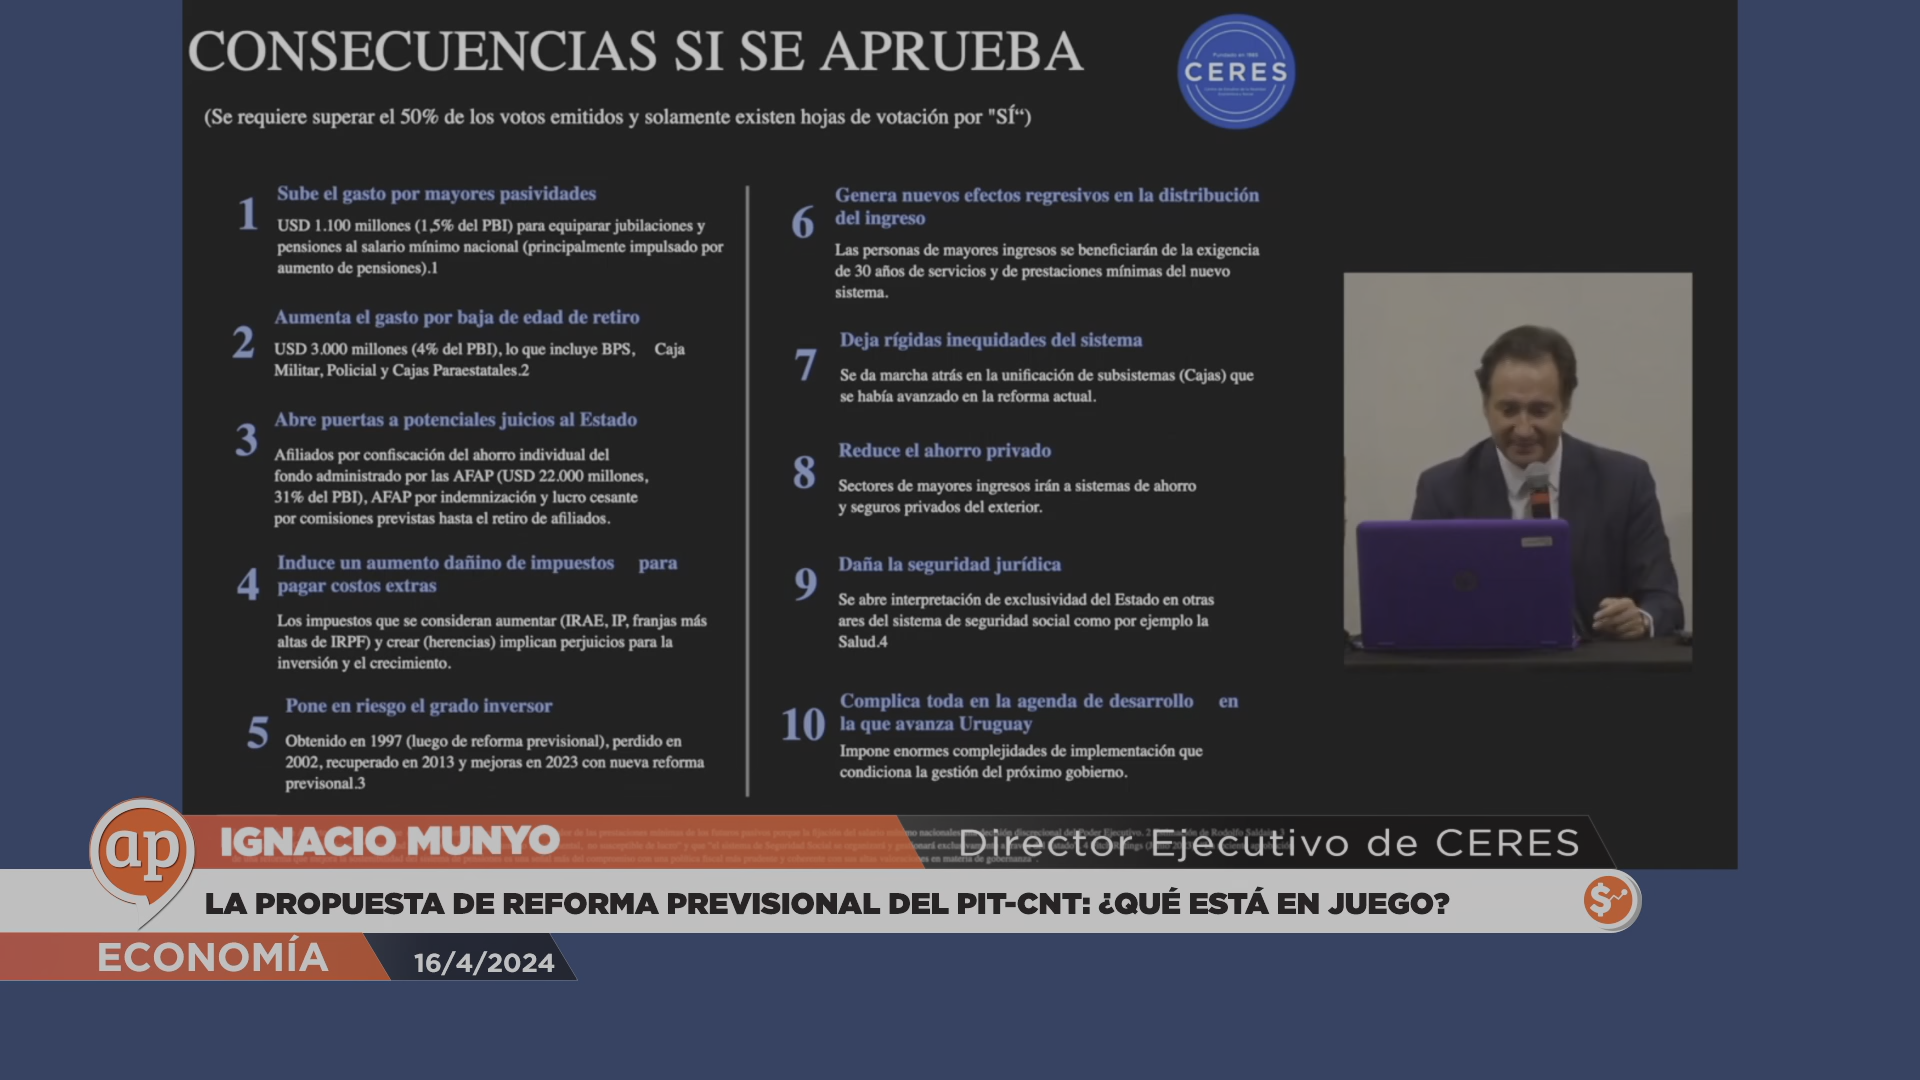 CONSECUENCIAS SI SE APRUEBA
CERES
(Se requiere superar el 50% de los votos emitidos y solamente existen hojas de votación por "SÍ“)
1
Sube el gasto por mayores pasividades
USD 1.100 millones (1,5% del PBI) para equiparar jubilaciones y
pensiones al salario mínimo nacional (principalmente impulsado por
aumento de pensiones).1
2
Aumenta el gasto por baja de edad de retiro
USD 3.000 millones (4% del PBI), lo que incluye BPS, Caja
Militar, Policial y Cajas Paraestatales.2
3
Abre puertas a potenciales juicios al Estado
Afiliados por confiscación del ahorro individual del
fondo administrado por las AFAP (USD 22.000 millones,
31% del PBI), AFAP por indemnización y lucro cesante
por comisiones previstas hasta el retiro de afiliados.
4
Induce un aumento dañino de impuestos para
pagar costos extras
Los impuestos que se consideran aumentar (IRAE, IP, franjas más
altas de IRPF) y crear (herencias) implican perjuicios para la
inversión y el crecimiento.
5
Pone en riesgo el grado inversor
Obtenido en 1997 (luego de reforma previsional), perdido en
2002, recuperado en 2013 y mejoras en 2023 con nueva reforma
previsonal.3
6
Genera nuevos efectos regresivos en la distribución
del ingreso
Las personas de mayores ingresos se beneficiarán de la exigencia
de 30 años de servicios y de prestaciones mínimas del nuevo
sistema.
7
Deja rígidas inequidades del sistema
Se da marcha atrás en la unificación de subsistemas (Cajas) que
se había avanzado en la reforma actual.
8
Reduce el ahorro privado
Sectores de mayores ingresos irán a sistemas de ahorro
y seguros privados del exterior.
9
Daña la seguridad jurídica
Se abre interpretación de exclusividad del Estado en otras
ares del sistema de seguridad social como por ejemplo la
Salud.4
10
Complica toda en la agenda de desarrollo en
la que avanza Uruguay
Impone enormes complejidades de implementación que
condiciona la gestión del próximo gobierno.
ap
IGNACIO MUNYO
Director Ejecutivo de CERES
LA PROPUESTA DE REFORMA PREVISIONAL DEL PIT-CNT: ¿QUÉ ESTÁ EN JUEGO?
$
ECONOMÍA
16/4/2024